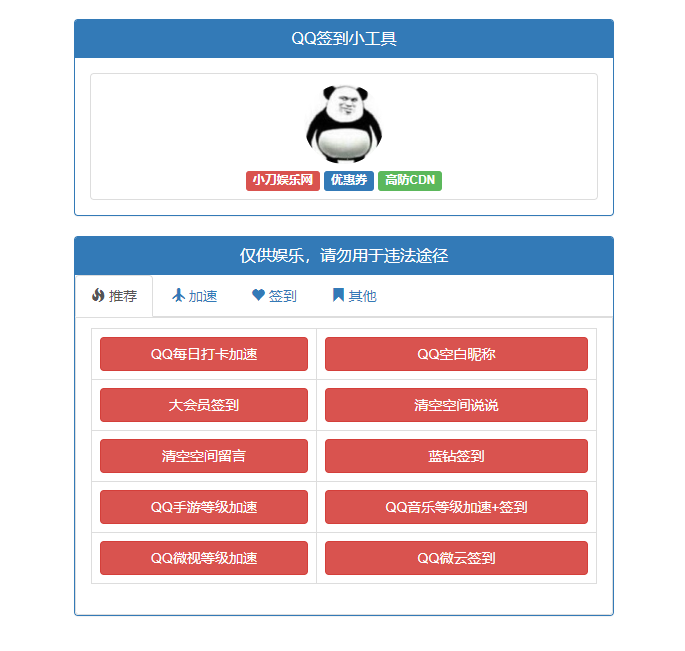 QQ签到小工具
小刀娱乐网 优惠券 高防CDN
仅供娱乐，请勿用于违法途径
推荐 加速 签到 其他
QQ每日打卡加速 QQ空白昵称
大会员签到 清空空间说说
清空空间留言 蓝钻签到
QQ手游等级加速 QQ音乐等级加速+签到
QQ微视等级加速 QQ微云签到